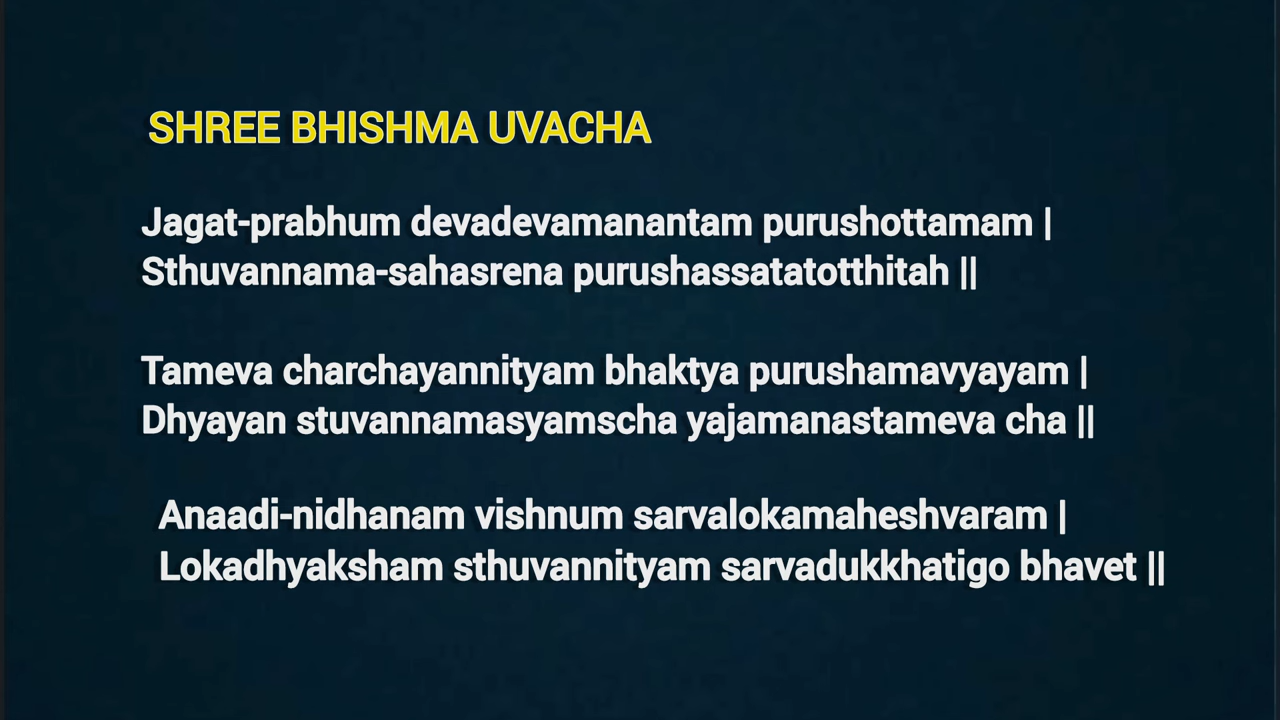 SHREE BHISHMA UVACHA
Jagat-prabhum devadevamanantam purushottamam |
Sthuvannama-sahasrena purushassatatotthitah ||
Tameva charchayannityam bhaktya purushamavyayam |
Dhyayan stuvannamasyamscha yajamanastameva cha ||
Anaadi-nidhanam vishnum sarvalokamaheshvaram |
Lokadhyaksham sthuvannityam sarvadukkhatigo bhavet ||